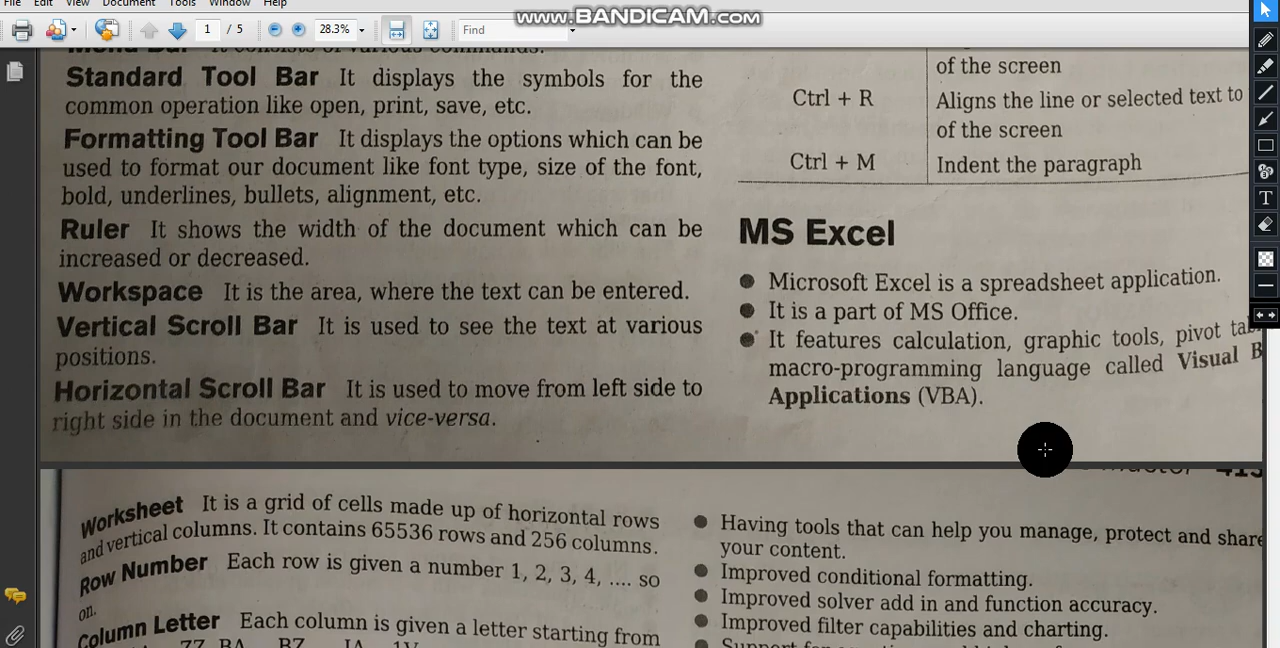 File Edit View Document Tools Window Help
www.BANDICAM.com
1 / 5 28.3% Find
Menu Bar It consists of various commands.
Standard Tool Bar It displays the symbols for the
common operation like open, print, save, etc.
Formatting Tool Bar It displays the options which can be
used to format our document like font type, size of the font,
bold, underlines, bullets, alignment, etc.
Ruler It shows the width of the document which can be
increased or decreased.
Workspace It is the area, where the text can be entered.
Vertical Scroll Bar It is used to see the text at various
positions.
Horizontal Scroll Bar It is used to move from left side to
right side in the document and vice-versa.
of the screen
Ctrl + R Aligns the line or selected text to
of the screen
Ctrl + M Indent the paragraph
MS Excel
● Microsoft Excel is a spreadsheet application.
● It is a part of MS Office.
● It features calculation, graphic tools, pivot
macro-programming language called Visual
Applications (VBA).
Worksheet It is a grid of cells made up of horizontal rows
and vertical columns. It contains 65536 rows and 256 columns.
Row Number Each row is given a number 1, 2, 3, 4, .... so
on.
Column Letter Each column is given a letter starting from
● Having tools that can help you manage, protect and share
your content.
● Improved conditional formatting.
● Improved solver add in and function accuracy.
● Improved filter capabilities and charting.